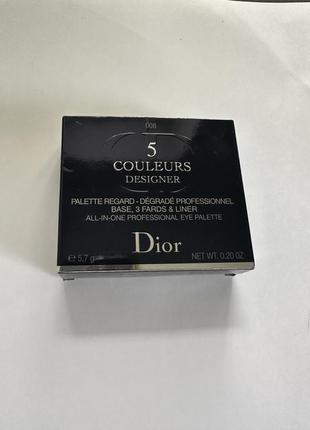 008
5
COULEURS
DESIGNER
PALETTE REGARD - DÉGRADÉ PROFESSIONNEL
BASE, 3 FARDS & LINER
ALL-IN-ONE PROFESSIONAL EYE PALETTE
Dior
℮ 5,7 g NET WT. 0.20 OZ